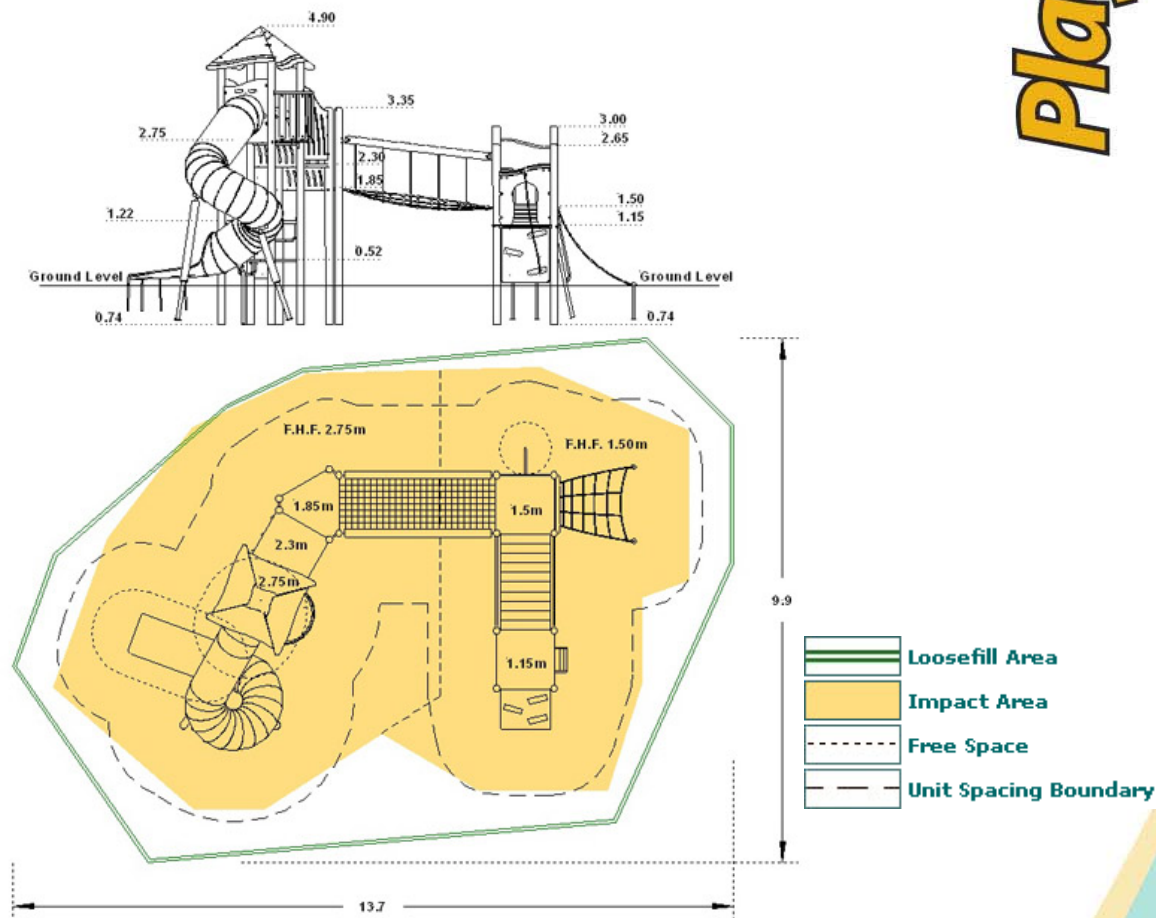 4.90
3.35
3.00
2.75
2.65
2.30
1.85
1.50
1.22
1.15
0.52
Ground Level
Ground Level
0.74
0.74
F.H.F. 2.75m
F.H.F. 1.50m
1.85m
1.5m
2.3m
2.75m
9.9
1.15m
13.7
Loosefill Area
Impact Area
Free Space
Unit Spacing Boundary